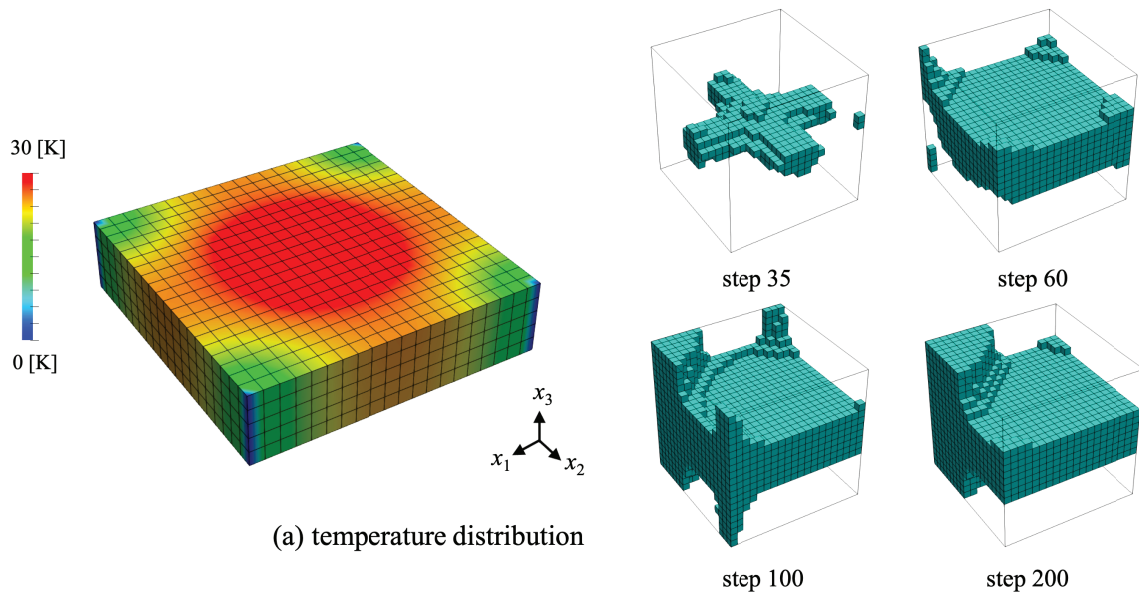 30 [K]
0 [K]
x3
x1
x2
(a) temperature distribution
step 35
step 60
step 100
step 200